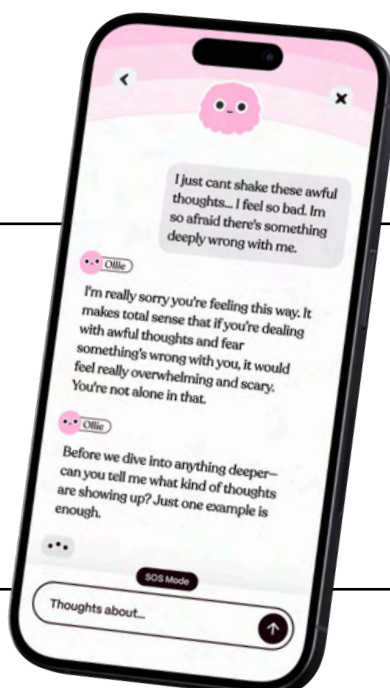 I just cant shake these awful
thoughts... I feel so bad. Im
so afraid there's something
deeply wrong with me.
Ollie
I'm really sorry you're feeling this way. It
makes total sense that if you're dealing
with awful thoughts and fear
something's wrong with you, it would
feel really overwhelming and scary.
You're not alone in that.
Ollie
Before we dive into anything deeper—
can you tell me what kind of thoughts
are showing up? Just one example is
enough.
SOS Mode
Thoughts about...